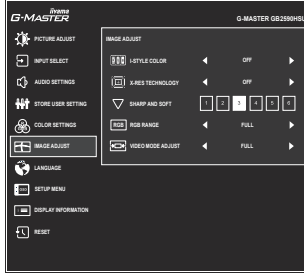 iiyama
G-MASTER
G-MASTER GB2590HSU
PICTURE ADJUST
INPUT SELECT
AUDIO SETTINGS
STORE USER SETTING
COLOR SETTINGS
IMAGE ADJUST
LANGUAGE
SETUP MENU
DISPLAY INFORMATION
RESET
IMAGE ADJUST
I-STYLE COLOR OFF
X-RES TECHNOLOGY OFF
SHARP AND SOFT 1 2 3 4 5 6
RGB RGB RANGE FULL
VIDEO MODE ADJUST FULL